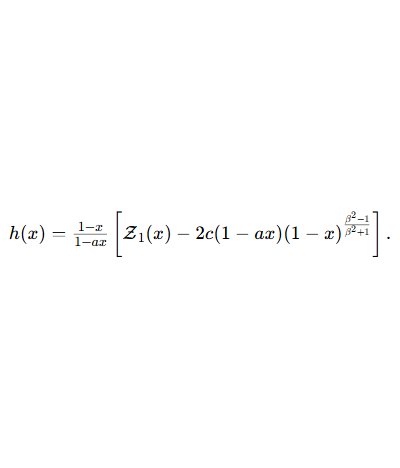 $h(x) = \frac{1-x}{1-ax} \left[ \mathcal{Z}_1(x) - 2c(1-ax)(1-x)^{\frac{\beta^2-1}{\beta^2+1}} \right].$